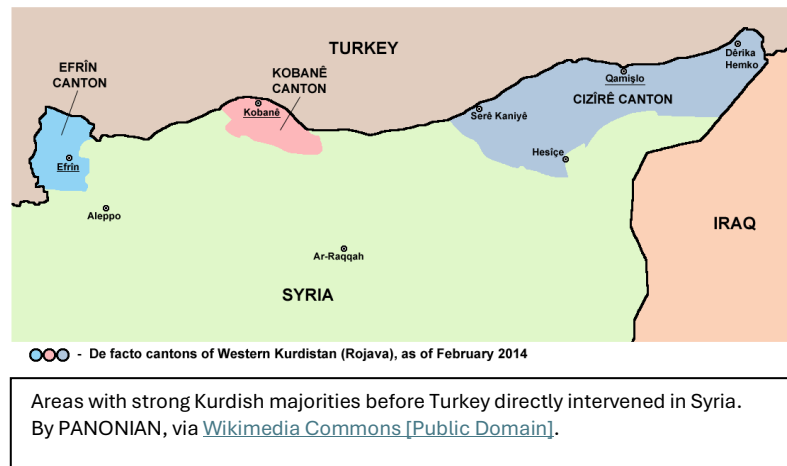 TURKEY
EFRÎN
CANTON
KOBANÊ
CANTON
Dêrika
Hemko
Qamişlo
CIZÎRÊ CANTON
Kobanê
Serê Kaniyê
Hesîçe
Efrîn
Aleppo
IRAQ
Ar-Raqqah
SYRIA
- De facto cantons of Western Kurdistan (Rojava), as of February 2014
Areas with strong Kurdish majorities before Turkey directly intervened in Syria.
By PANONIAN, via Wikimedia Commons [Public Domain].